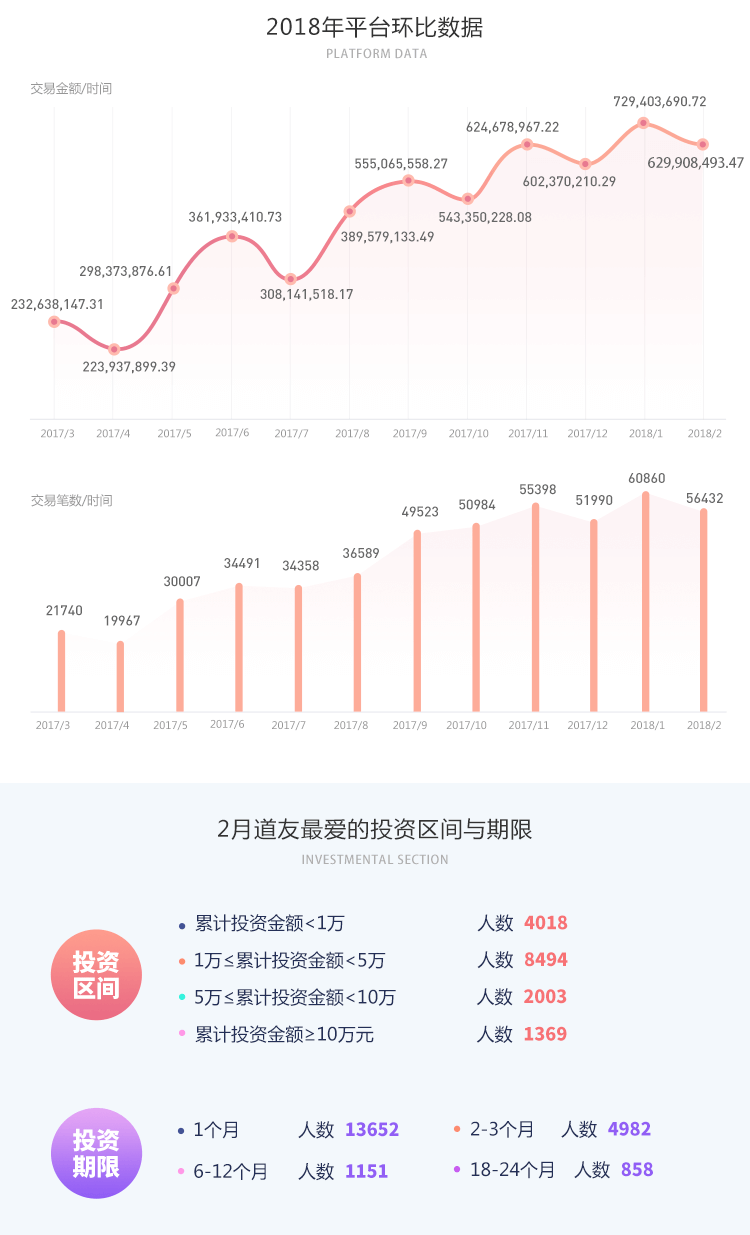 2018年平台环比数据
PLATFORM DATA
交易金额/时间
729,403,690.72
624,678,967.22
629,908,493.47
555,065,558.27
602,370,210.29
361,933,410.73
543,350,228.08
389,579,133.49
298,373,876.61
308,141,518.17
232,638,147.31
223,937,899.39
2017/3 2017/4 2017/5 2017/6 2017/7 2017/8 2017/9 2017/10 2017/11 2017/12 2018/1 2018/2
交易笔数/时间
21740 19967 30007 34491 34358 36589 49523 50984 55398 51990 60860 56432
2017/3 2017/4 2017/5 2017/6 2017/7 2017/8 2017/9 2017/10 2017/11 2017/12 2018/1 2018/2
2月道友最爱的投资区间与期限
INVESTMENTAL SECTION
投资
区间
累计投资金额<1万 人数 4018
1万≤累计投资金额<5万 人数 8494
5万≤累计投资金额<10万 人数 2003
累计投资金额≥10万元 人数 1369
投资
期限
1个月 人数 13652 2-3个月 人数 4982
6-12个月 人数 1151 18-24个月 人数 858